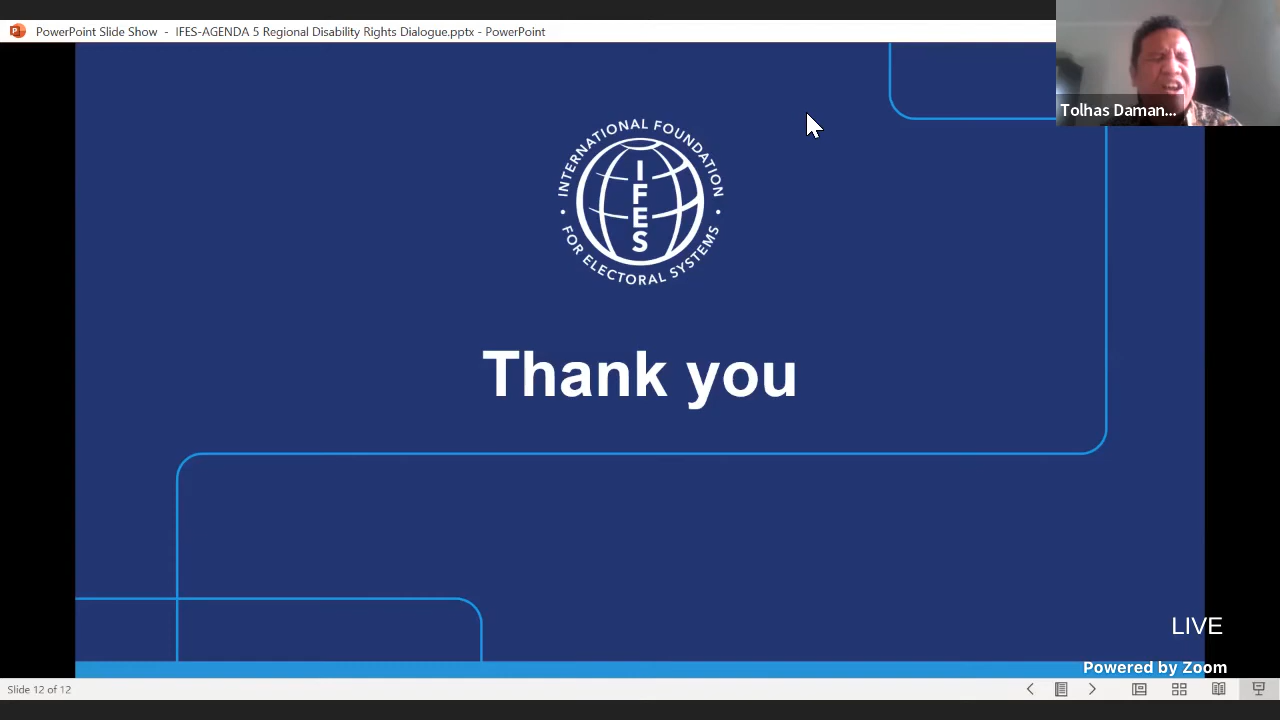 PowerPoint Slide Show - IFES-AGENDA 5 Regional Disability Rights Dialogue.pptx - PowerPoint
Tolhas Daman...
INTERNATIONAL FOUNDATION
• FOR ELECTORAL SYSTEMS •
I
F
E
S
Thank you
LIVE
Powered by Zoom
Slide 12 of 12